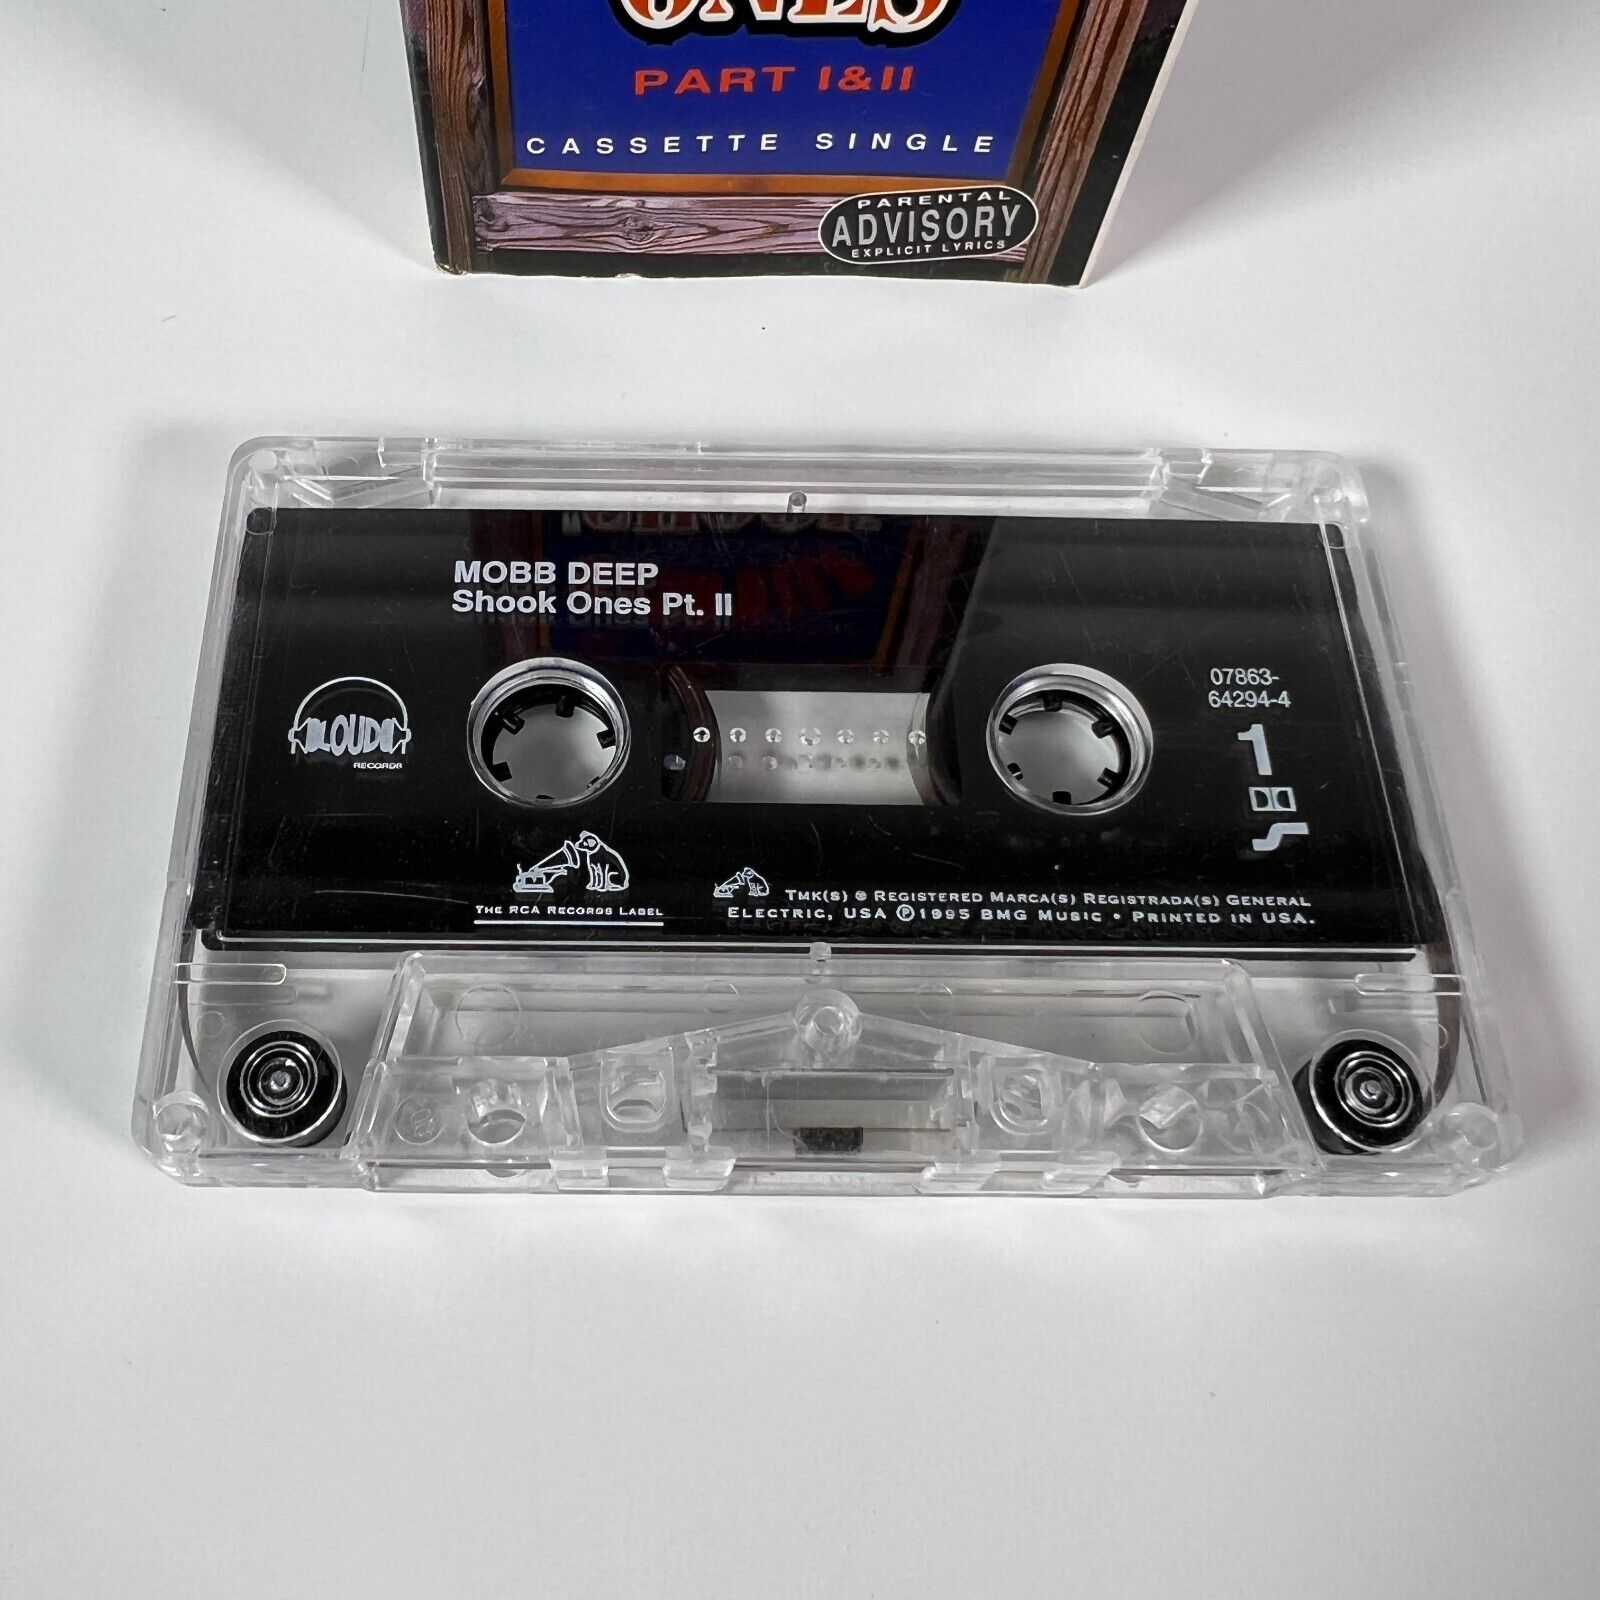 ONES
PART I&II
CASSETTE SINGLE
PARENTAL
ADVISORY
EXPLICIT LYRICS
MOBB DEEP
Shook Ones Pt. II
LOUD
RECORDS
07863-
64294-4
1
THE RCA RECORDS LABEL
TMK(S) ® REGISTERED MARCA(S) REGISTRADA(S) GENERAL
ELECTRIC, USA ℗ 1995 BMG MUSIC • PRINTED IN USA.